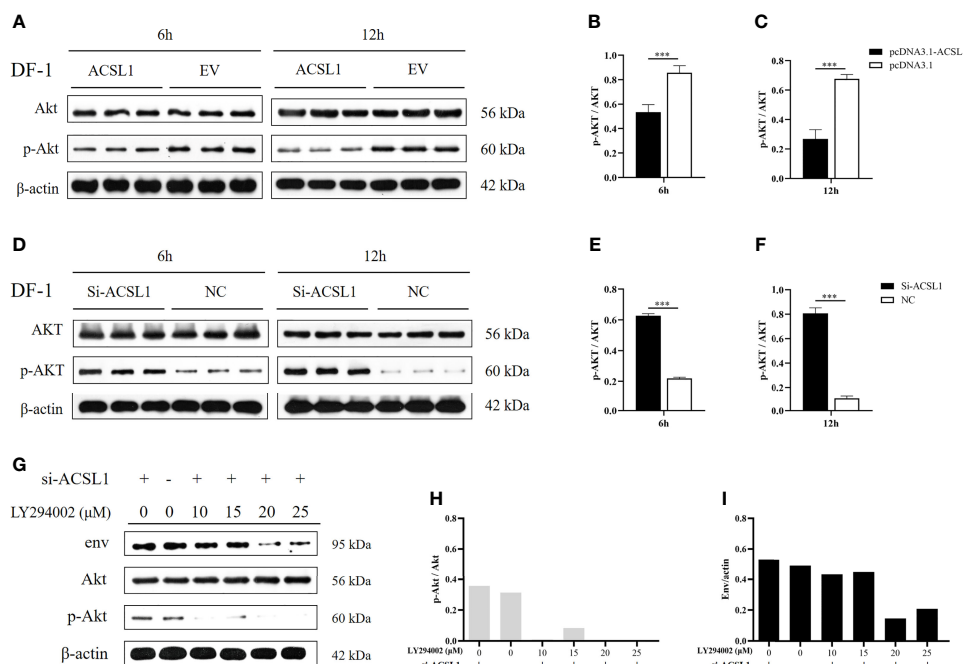 A
6h
12h
DF-1
ACSL1
EV
ACSL1
EV
Akt
56 kDa
p-Akt
60 kDa
β-actin
42 kDa
B
p-AKT / AKT
0.0
0.2
0.4
0.6
0.8
1.0
***
6h
C
p-AKT / AKT
0.0
0.2
0.4
0.6
0.8
***
12h
pcDNA3.1-ACSL
pcDNA3.1
D
6h
12h
DF-1
Si-ACSL1
NC
Si-ACSL1
NC
AKT
56 kDa
p-AKT
60 kDa
β-actin
42 kDa
E
p-AKT / AKT
0.0
0.2
0.4
0.6
0.8
***
6h
F
p-AKT / AKT
0.0
0.2
0.4
0.6
0.8
1.0
***
12h
Si-ACSL1
NC
G
si-ACSL1 + - + + + +
LY294002 (μM) 0 0 10 15 20 25
env
95 kDa
Akt
56 kDa
p-Akt
60 kDa
β-actin
42 kDa
H
p-Akt / Akt
0.0
0.2
0.4
0.6
0.8
LY294002 (μM) 0 0 10 15 20 25
I
Env/actin
0.0
0.2
0.4
0.6
0.8
LY294002 (μM) 0 0 10 15 20 25